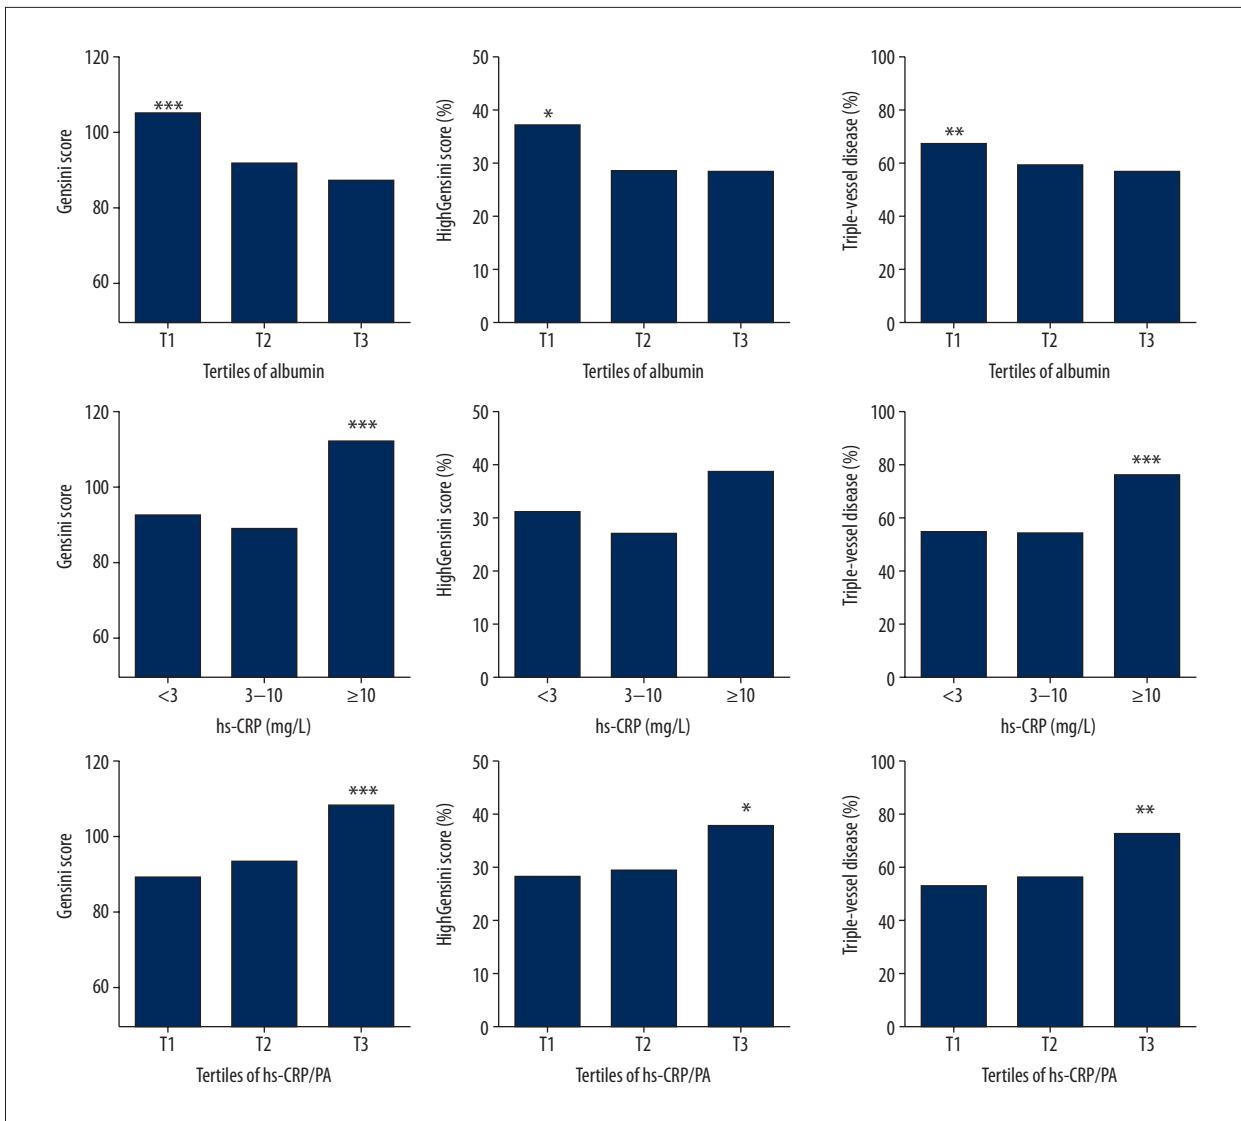 120
100
80
60
Gensini score
***
T1 T2 T3
Tertiles of albumin
50
40
30
20
10
0
HighGensini score (%)
*
T1 T2 T3
Tertiles of albumin
100
80
60
40
20
0
Triple-vessel disease (%)
**
T1 T2 T3
Tertiles of albumin
120
100
80
60
Gensini score
***
<3 3–10 ≥10
hs-CRP (mg/L)
50
40
30
20
10
0
HighGensini score (%)
<3 3–10 ≥10
hs-CRP (mg/L)
100
80
60
40
20
0
Triple-vessel disease (%)
***
<3 3–10 ≥10
hs-CRP (mg/L)
120
100
80
60
Gensini score
***
T1 T2 T3
Tertiles of hs-CRP/PA
50
40
30
20
10
0
HighGensini score (%)
*
T1 T2 T3
Tertiles of hs-CRP/PA
100
80
60
40
20
0
Triple-vessel disease (%)
**
T1 T2 T3
Tertiles of hs-CRP/PA